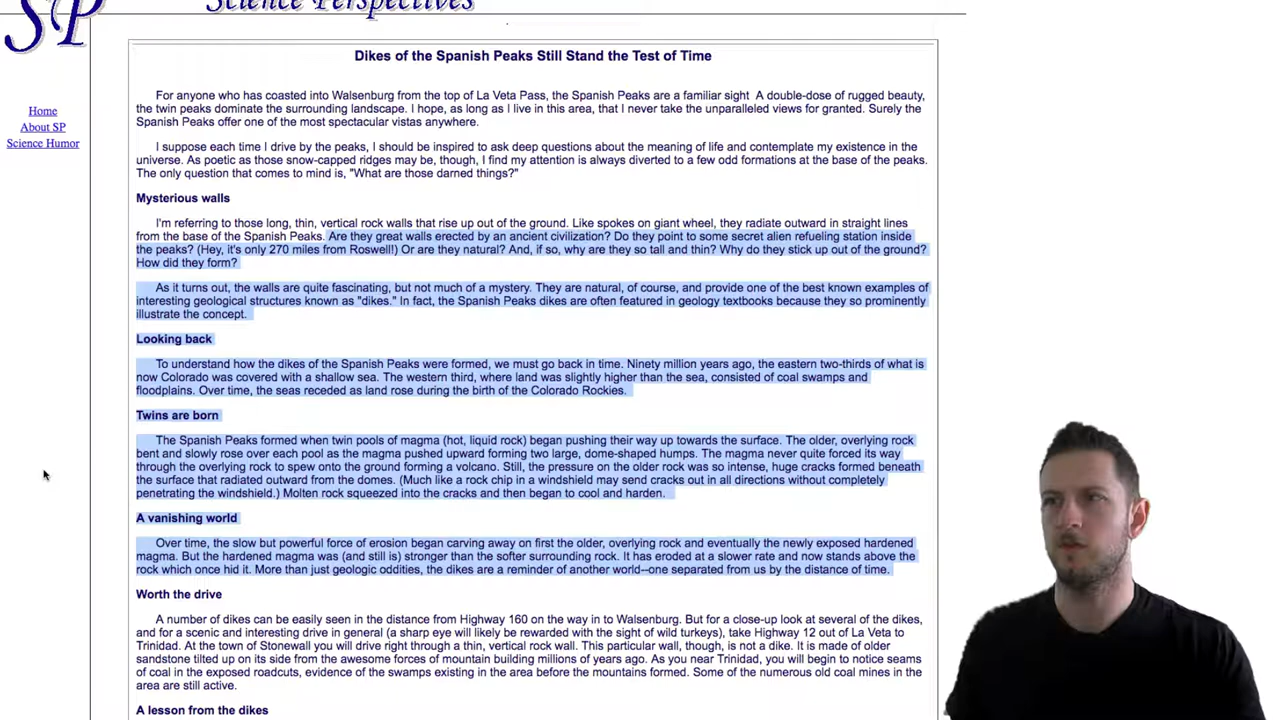 SP
Science Perspectives
Home
About SP
Science Humor
Dikes of the Spanish Peaks Still Stand the Test of Time
For anyone who has coasted into Walsenburg from the top of La Veta Pass, the Spanish Peaks are a familiar sight A double-dose of rugged beauty,
the twin peaks dominate the surrounding landscape. I hope, as long as I live in this area, that I never take the unparalleled views for granted. Surely the
Spanish Peaks offer one of the most spectacular vistas anywhere.
I suppose each time I drive by the peaks, I should be inspired to ask deep questions about the meaning of life and contemplate my existence in the
universe. As poetic as those snow-capped ridges may be, though, I find my attention is always diverted to a few odd formations at the base of the peaks.
The only question that comes to mind is, "What are those darned things?"
Mysterious walls
I'm referring to those long, thin, vertical rock walls that rise up out of the ground. Like spokes on giant wheel, they radiate outward in straight lines
from the base of the Spanish Peaks. Are they great walls erected by an ancient civilization? Do they point to some secret alien refueling station inside
the peaks? (Hey, it's only 270 miles from Roswell!) Or are they natural? And, if so, why are they so tall and thin? Why do they stick up out of the ground?
How did they form?
As it turns out, the walls are quite fascinating, but not much of a mystery. They are natural, of course, and provide one of the best known examples of
interesting geological structures known as "dikes." In fact, the Spanish Peaks dikes are often featured in geology textbooks because they so prominently
illustrate the concept.
Looking back
To understand how the dikes of the Spanish Peaks were formed, we must go back in time. Ninety million years ago, the eastern two-thirds of what is
now Colorado was covered with a shallow sea. The western third, where land was slightly higher than the sea, consisted of coal swamps and
floodplains. Over time, the seas receded as land rose during the birth of the Colorado Rockies.
Twins are born
The Spanish Peaks formed when twin pools of magma (hot, liquid rock) began pushing their way up towards the surface. The older, overlying rock
bent and slowly rose over each pool as the magma pushed upward forming two large, dome-shaped humps. The magma never quite forced its way
through the overlying rock to spew onto the ground forming a volcano. Still, the pressure on the older rock was so intense, huge cracks formed beneath
the surface that radiated outward from the domes. (Much like a rock chip in a windshield may send cracks out in all directions without completely
penetrating the windshield.) Molten rock squeezed into the cracks and then began to cool and harden.
A vanishing world
Over time, the slow but powerful force of erosion began carving away on first the older, overlying rock and eventually the newly exposed hardened
magma. But the hardened magma was (and still is) stronger than the softer surrounding rock. It has eroded at a slower rate and now stands above the
rock which once hid it. More than just geologic oddities, the dikes are a reminder of another world--one separated from us by the distance of time.
Worth the drive
A number of dikes can be easily seen in the distance from Highway 160 on the way in to Walsenburg. But for a close-up look at several of the dikes,
and for a scenic and interesting drive in general (a sharp eye will likely be rewarded with the sight of wild turkeys), take Highway 12 out of La Veta to
Trinidad. At the town of Stonewall you will drive right through a thin, vertical rock wall. This particular wall, though, is not a dike. It is made of older
sandstone tilted up on its side from the awesome forces of mountain building millions of years ago. As you near Trinidad, you will begin to notice seams
of coal in the exposed roadcuts, evidence of the swamps existing in the area before the mountains formed. Some of the numerous old coal mines in the
area are still active.
A lesson from the dikes